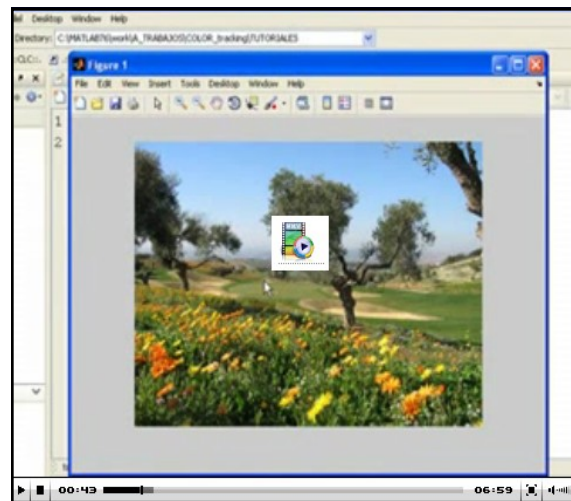 Desktop Window Help
Directory: C:\MATLAB7\work\A_TRABAJOS\COLOR_tracking\TUTORIALES
Figure 1
File Edit View Insert Tools Desktop Window Help
1
2
00:43 06:59